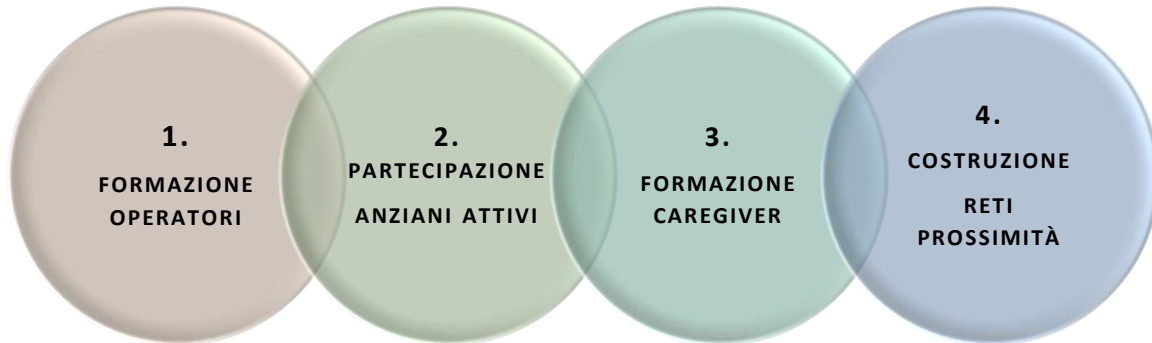 1.
FORMAZIONE
OPERATORI
2.
PARTECIPAZIONE
ANZIANI ATTIVI
3.
FORMAZIONE
CAREGIVER
4.
COSTRUZIONE
RETI
PROSSIMITÀ